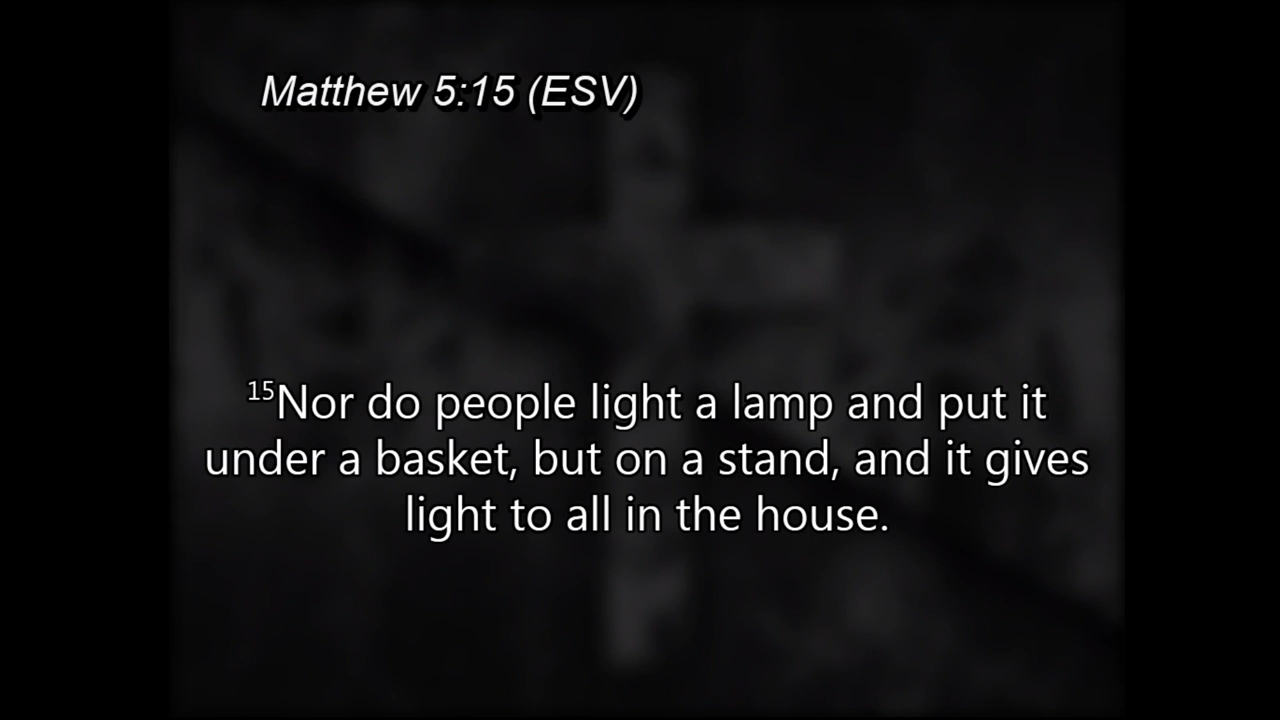 Matthew 5:15 (ESV)
15Nor do people light a lamp and put it
under a basket, but on a stand, and it gives
light to all in the house.